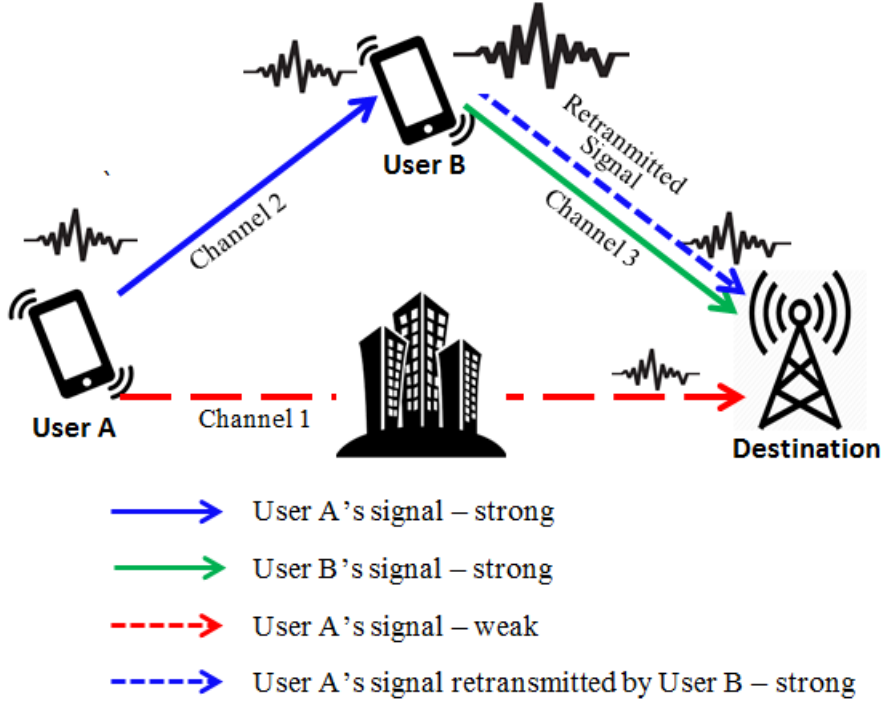 User B
Retranmitted
Signal
Channel 2
Channel 3
User A
Channel 1
Destination
User A's signal – strong
User B's signal – strong
User A's signal – weak
User A's signal retransmitted by User B – strong